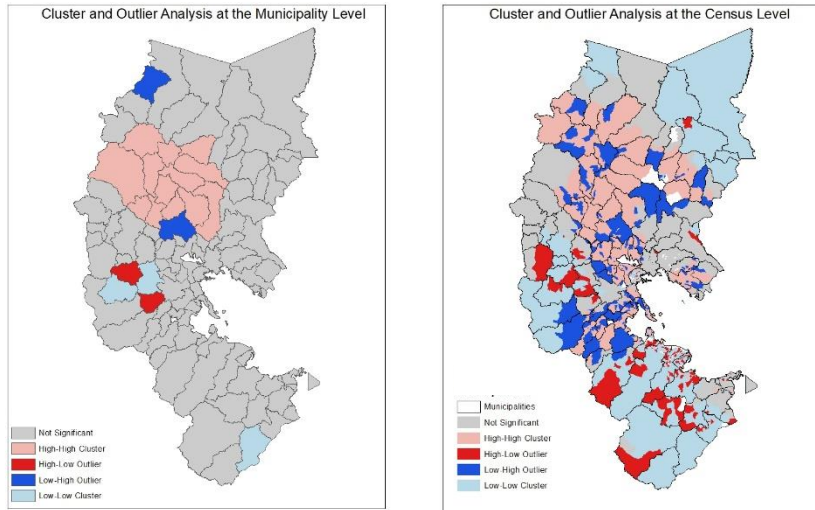 Cluster and Outlier Analysis at the Municipality Level
Not Significant
High-High Cluster
High-Low Outlier
Low-High Outlier
Low-Low Cluster
Cluster and Outlier Analysis at the Census Level
Municipalities
Not Significant
High-High Cluster
High-Low Outlier
Low-High Outlier
Low-Low Cluster